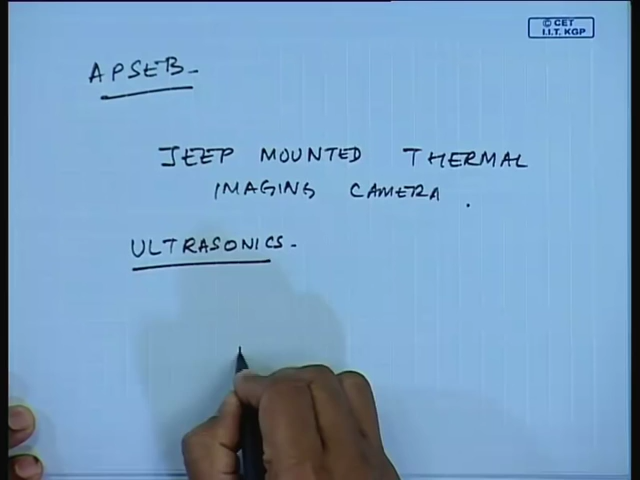 © CET
I.I.T. KGP
APSEB-
JEEP MOUNTED THERMAL
IMAGING CAMERA.
ULTRASONICS-